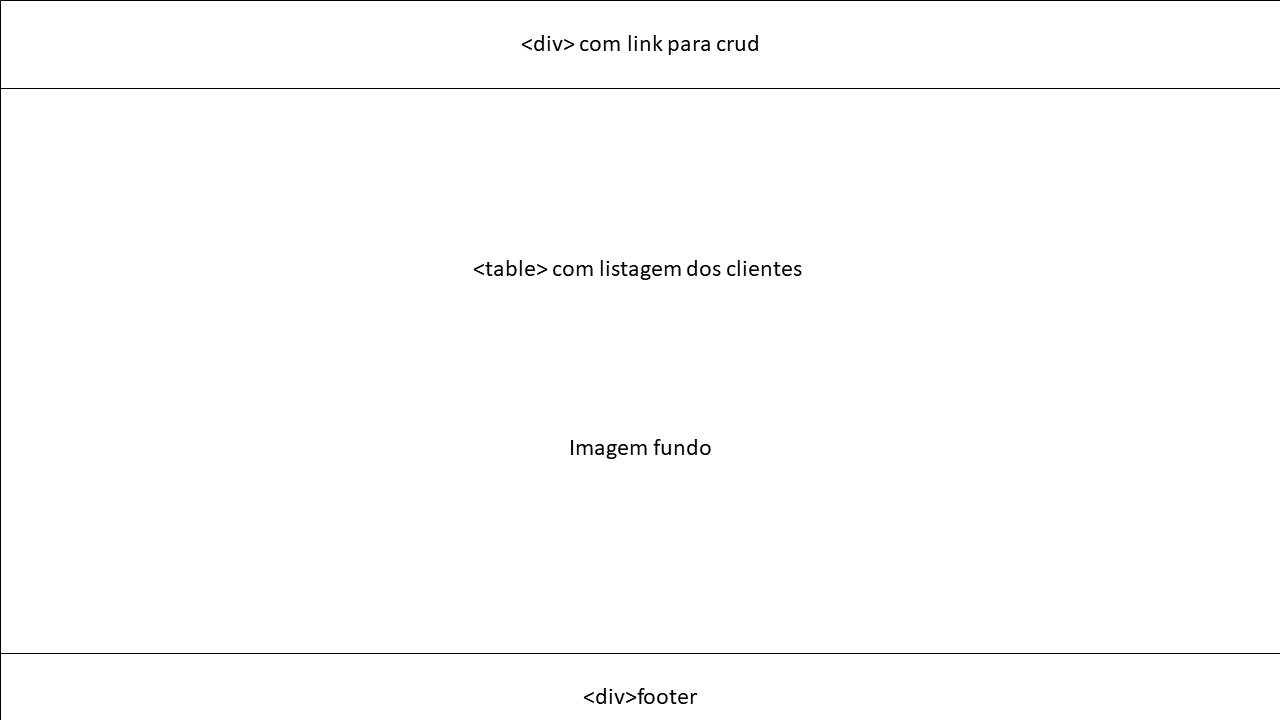 <div> com link para crud
<table> com listagem dos clientes
Imagem fundo
<div>footer